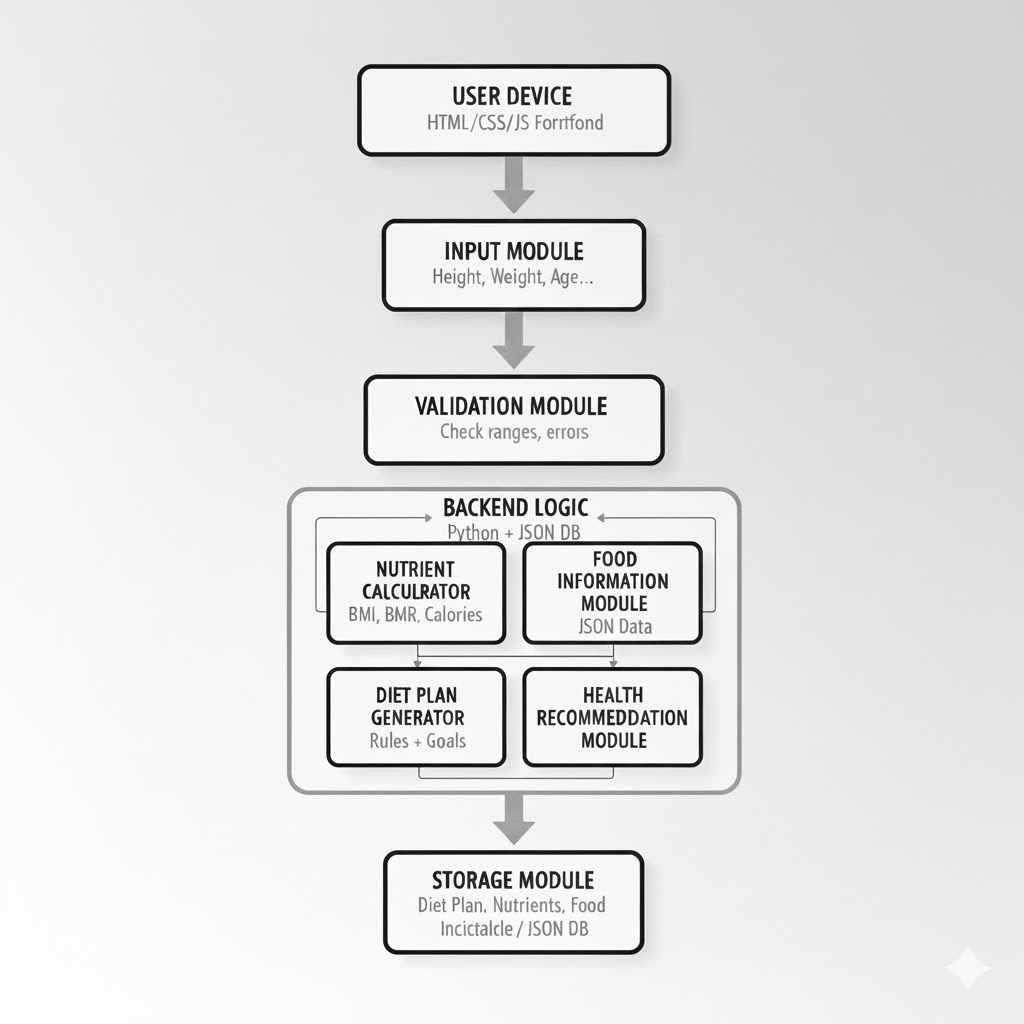 USER DEVICE
HTML/CSS/JS Forrtfond
INPUT MODULE
Height, Weight, Age...
VALIDATION MODULE
Check ranges, errors
BACKEND LOGIC
Python + JSON DB
NUTRIENT
CALCULRATOR
BMI, BMR, Calories
FOOD
INFORMATION
MODULE
JSON Data
DIET PLAN
GENERATOR
Rules + Goals
HEALTH
RECOMMEDDATION
MODULE
STORAGE MODULE
Diet Plan. Nutrients, Food
/ JSON DB